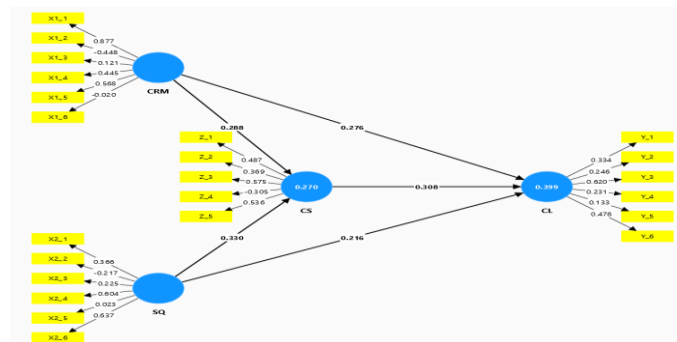 X1_1
X1_2
X1_3
X1_4
X1_5
X1_6
0.877
-0.448
0.121
0.445
0.568
-0.020
CRM
0.288
0.276
Z_1
Z_2
Z_3
Z_4
Z_5
0.487
0.369
0.575
-0.305
0.536
0.270
CS
0.308
0.399
CL
Y_1
Y_2
Y_3
Y_4
Y_5
Y_6
0.334
0.246
0.620
0.231
0.133
0.476
0.330
0.216
X2_1
X2_2
X2_3
X2_4
X2_5
X2_6
0.366
-0.217
0.225
0.604
0.023
0.637
SQ